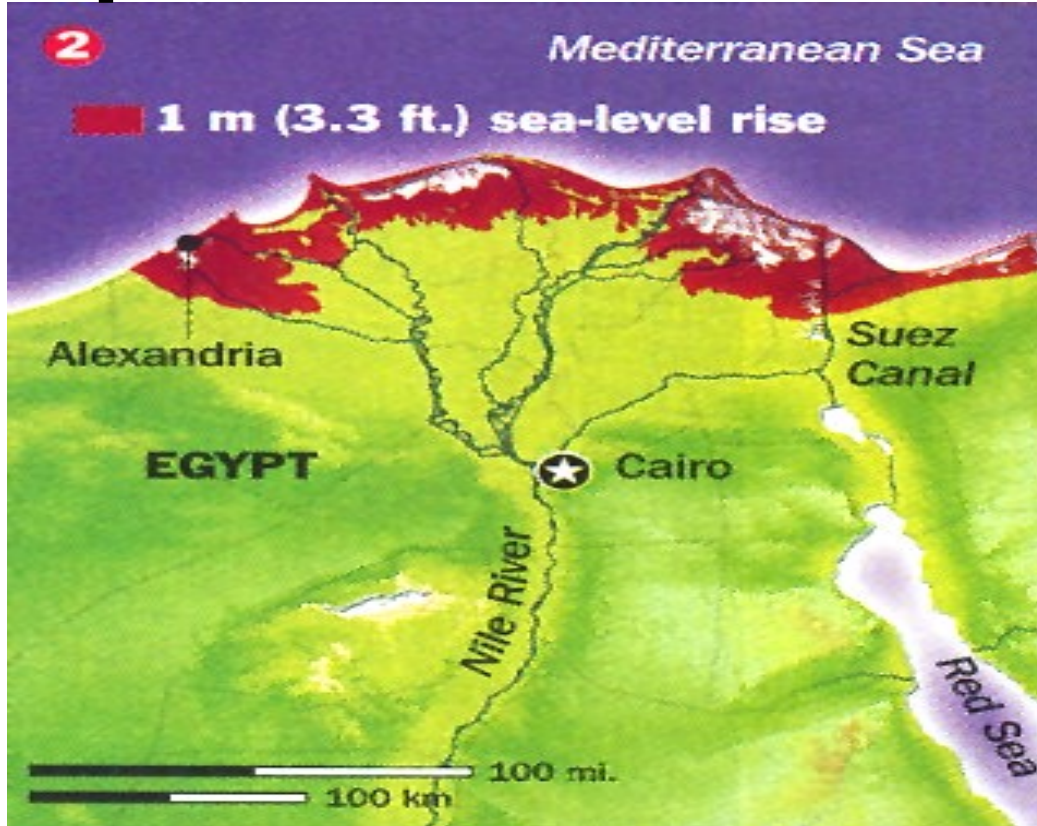 2
Mediterranean Sea
1 m (3.3 ft.) sea-level rise
Alexandria
Suez
Canal
EGYPT
Cairo
Nile River
Red Sea
100 mi.
100 km